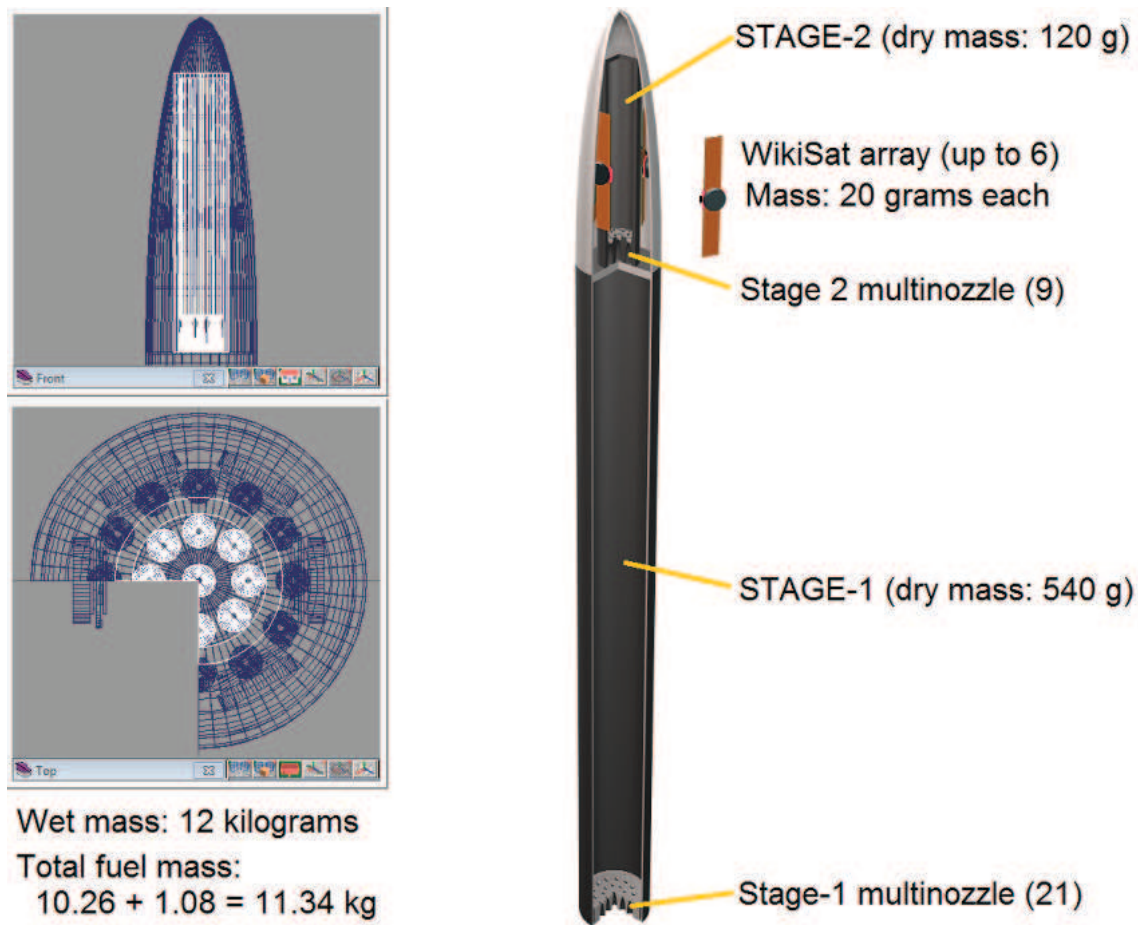 Front
Top
Wet mass: 12 kilograms
Total fuel mass:
10.26 + 1.08 = 11.34 kg
STAGE-2 (dry mass: 120 g)
WikiSat array (up to 6)
Mass: 20 grams each
Stage 2 multinozzle (9)
STAGE-1 (dry mass: 540 g)
Stage-1 multinozzle (21)